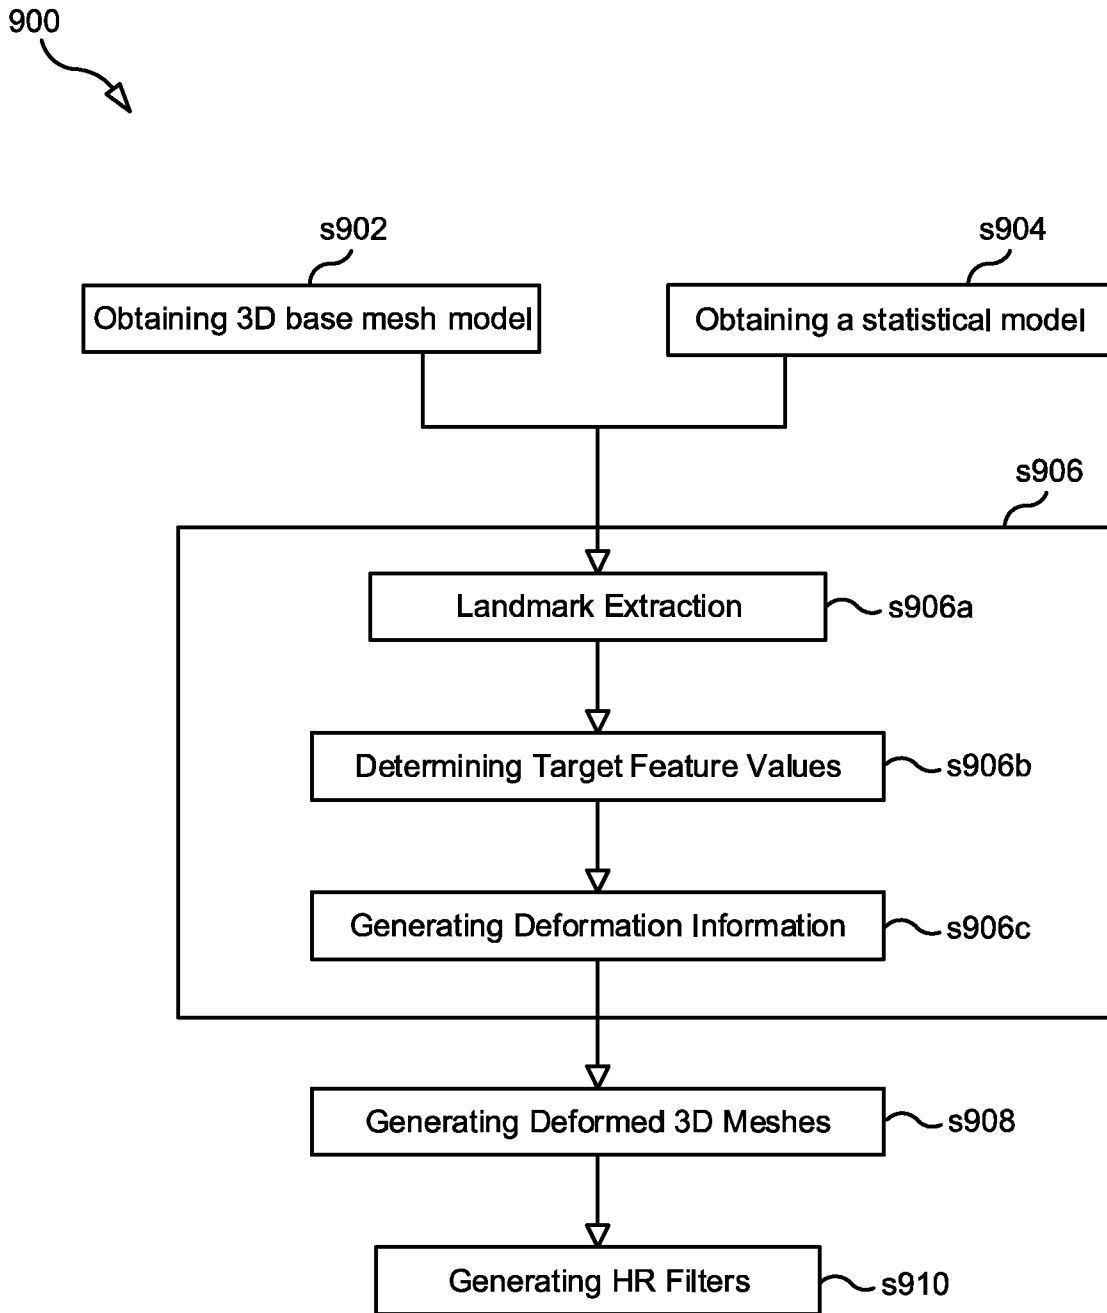 900
s902
s904
Obtaining 3D base mesh model
Obtaining a statistical model
s906
Landmark Extraction
s906a
Determining Target Feature Values
s906b
Generating Deformation Information
s906c
Generating Deformed 3D Meshes
s908
Generating HR Filters
s910